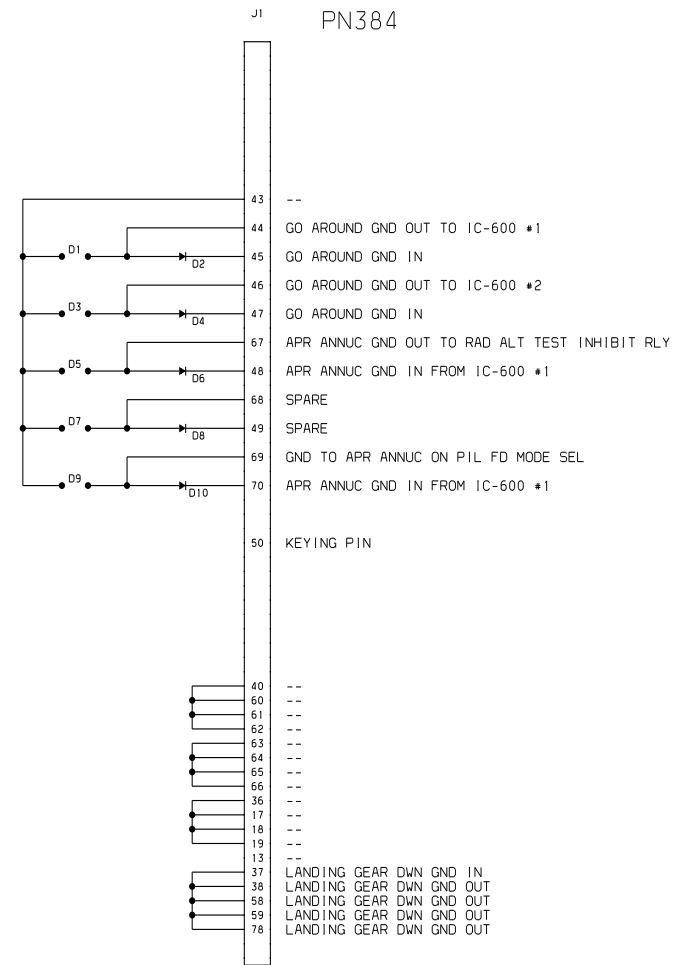 J1 PN384
43 --
44 GO AROUND GND OUT TO IC-600 #1
D1 D2 45 GO AROUND GND IN
46 GO AROUND GND OUT TO IC-600 #2
D3 D4 47 GO AROUND GND IN
67 APR ANNUC GND OUT TO RAD ALT TEST INHIBIT RLY
D5 D6 48 APR ANNUC GND IN FROM IC-600 #1
68 SPARE
D7 D8 49 SPARE
69 GND TO APR ANNUC ON PIL FD MODE SEL
D9 D10 70 APR ANNUC GND IN FROM IC-600 #1
50 KEYING PIN
40 --
60 --
61 --
62 --
63 --
64 --
65 --
66 --
36 --
17 --
18 --
19 --
13 --
37 LANDING GEAR DWN GND IN
38 LANDING GEAR DWN GND OUT
58 LANDING GEAR DWN GND OUT
59 LANDING GEAR DWN GND OUT
78 LANDING GEAR DWN GND OUT